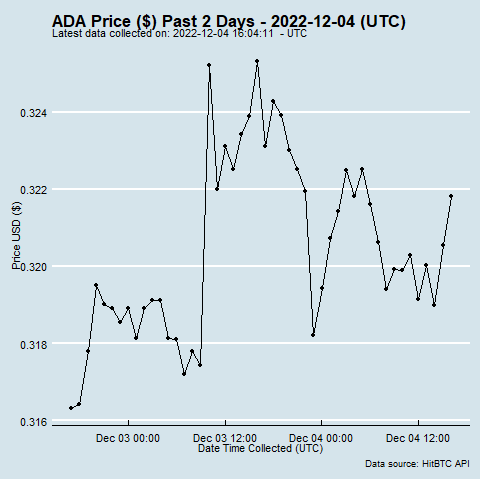 ADA Price ($) Past 2 Days - 2022-12-04 (UTC)
Latest data collected on: 2022-12-04 16:04:11 - UTC
Price USD ($)
0.324
0.322
0.320
0.318
0.316
Dec 03 00:00 Dec 03 12:00 Dec 04 00:00 Dec 04 12:00
Date Time Collected (UTC)
Data source: HitBTC API